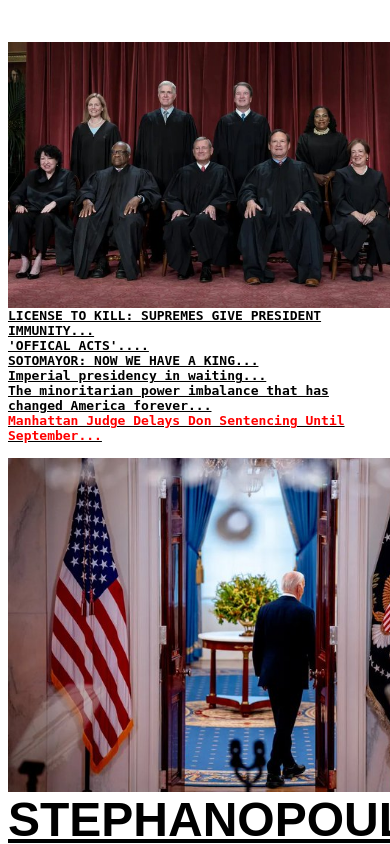 LICENSE TO KILL: SUPREMES GIVE PRESIDENT
IMMUNITY...
'OFFICAL ACTS'....
SOTOMAYOR: NOW WE HAVE A KING...
Imperial presidency in waiting...
The minoritarian power imbalance that has
changed America forever...
Manhattan Judge Delays Don Sentencing Until
September...
STEPHANOPOUL